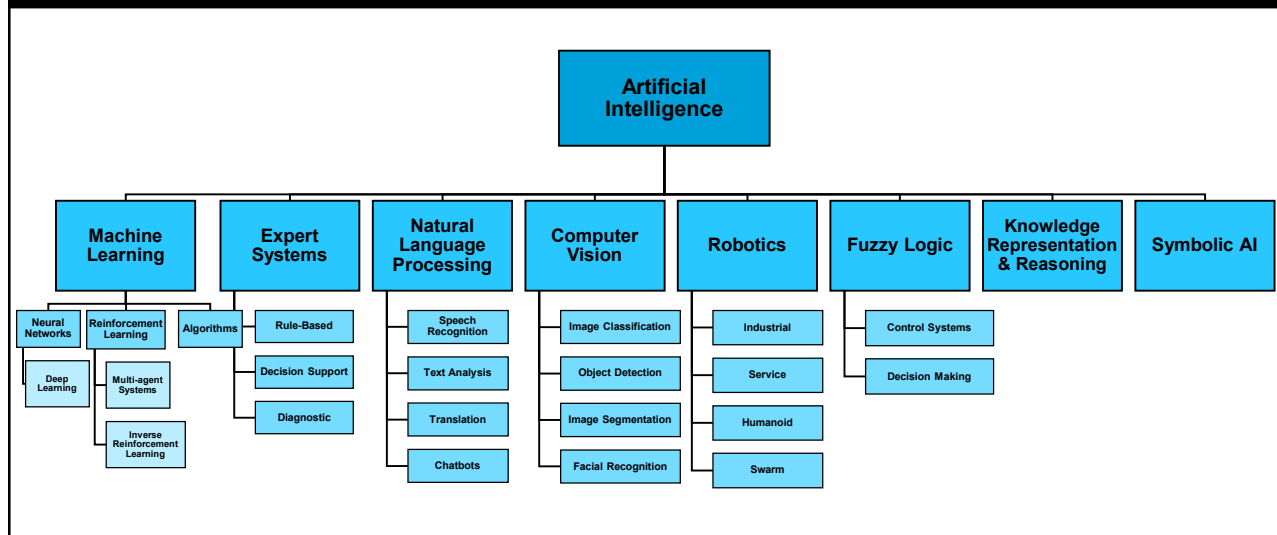 Artificial
Intelligence
Machine
Learning
Expert
Systems
Natural
Language
Processing
Computer
Vision
Robotics
Fuzzy Logic
Knowledge
Representation
& Reasoning
Symbolic AI
Neural
Networks
Reinforcement
Learning
Algorithms
Deep
Learning
Multi-agent
Systems
Inverse
Reinforcement
Learning
Rule-Based
Decision Support
Diagnostic
Speech
Recognition
Text Analysis
Translation
Chatbots
Image Classification
Object Detection
Image Segmentation
Facial Recognition
Industrial
Service
Humanoid
Swarm
Control Systems
Decision Making